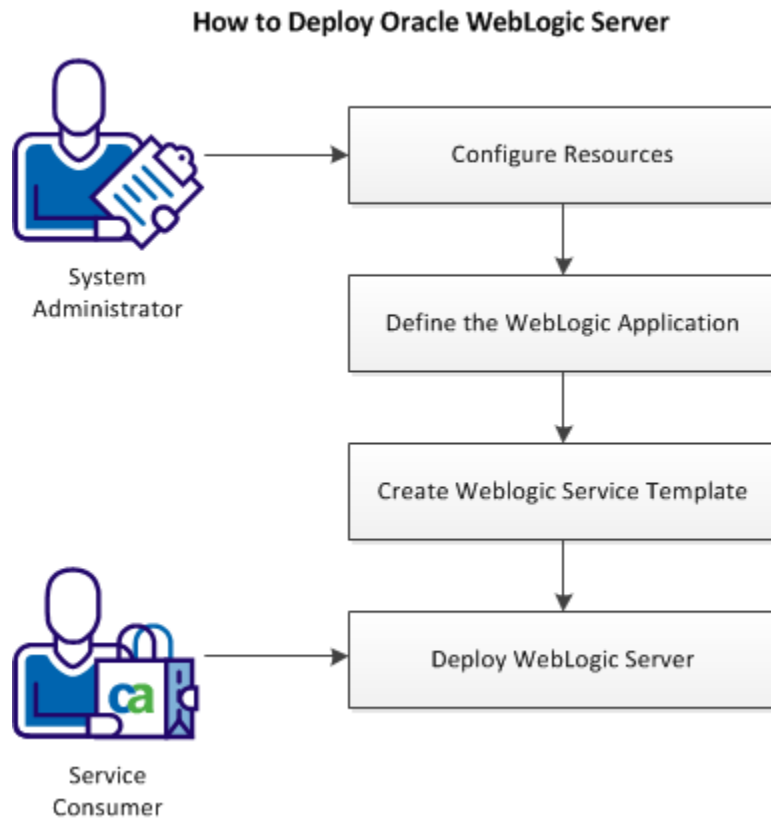 How to Deploy Oracle WebLogic Server
Configure Resources
System
Administrator
Define the WebLogic Application
Create Weblogic Service Template
Deploy WebLogic Server
ca
Service
Consumer